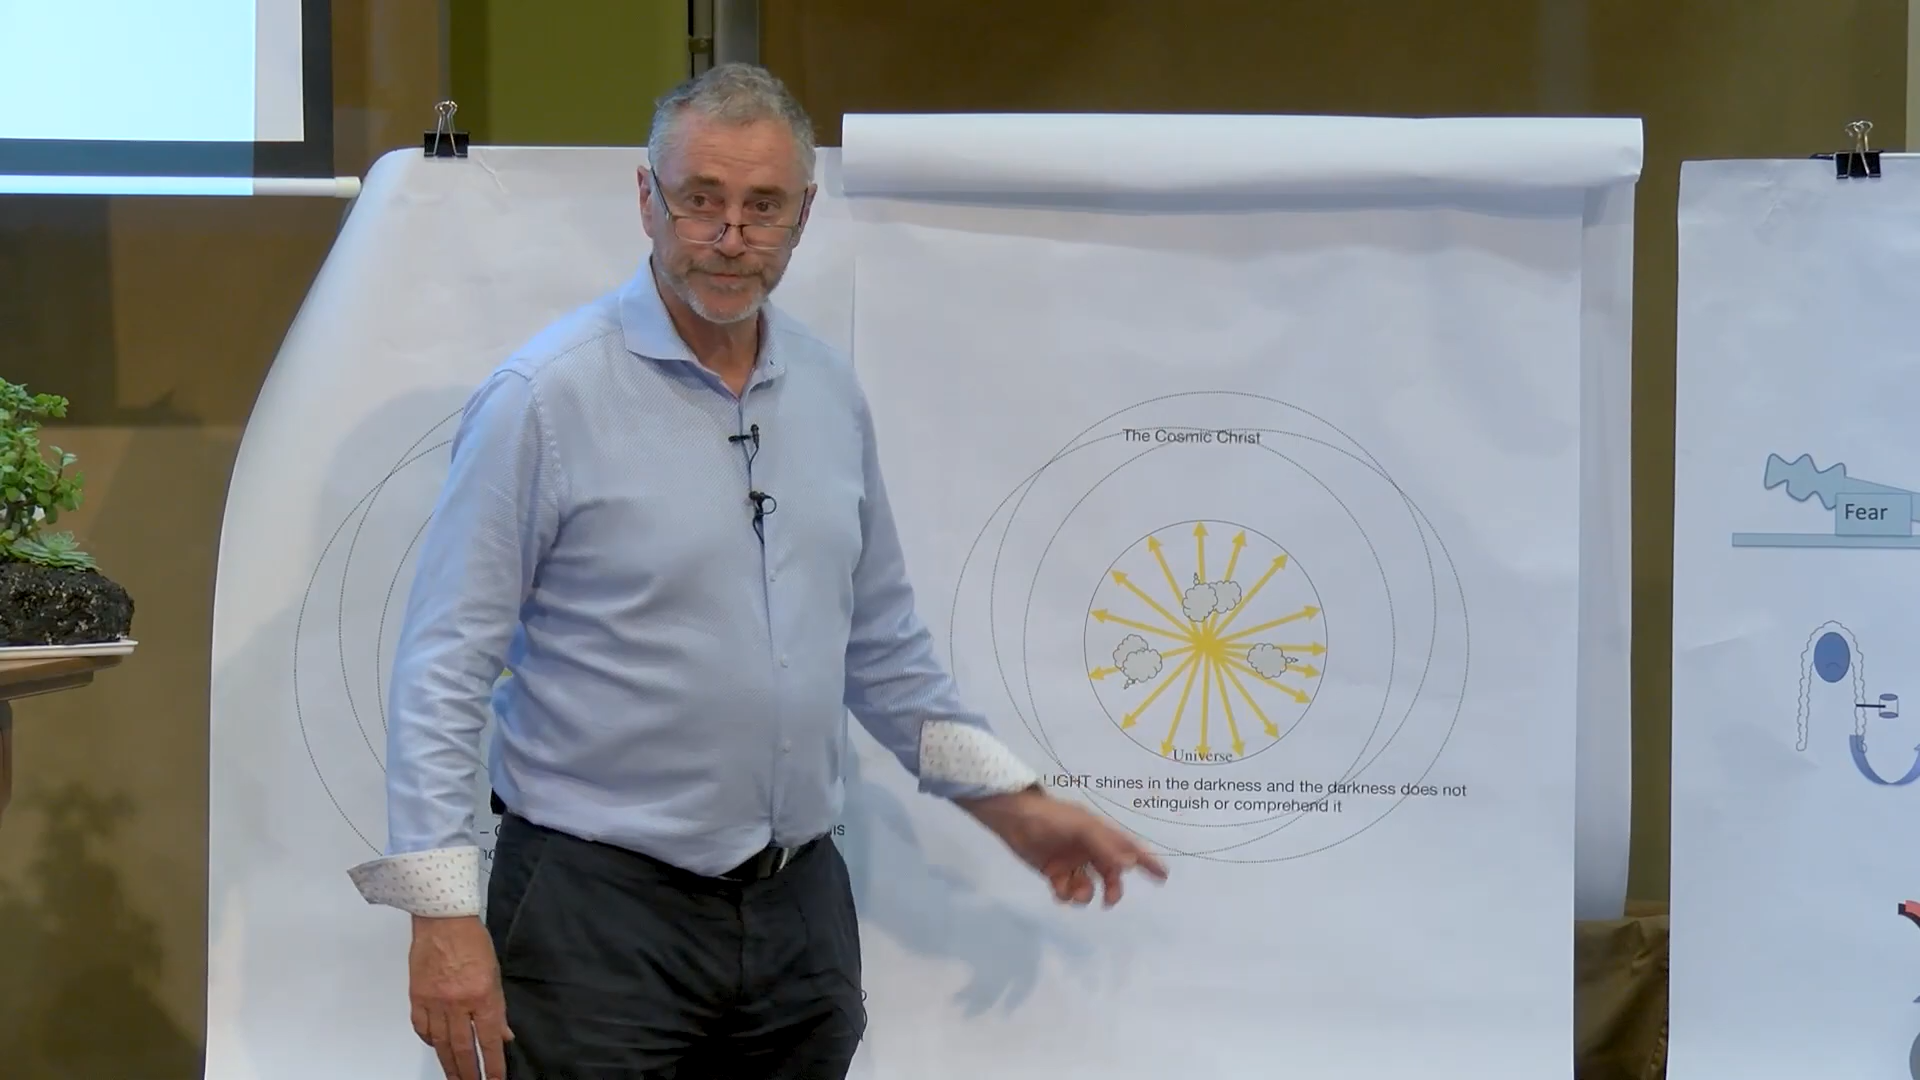 The Cosmic Christ
Universe
LIGHT shines in the darkness and the darkness does not
extinguish or comprehend it
Fear